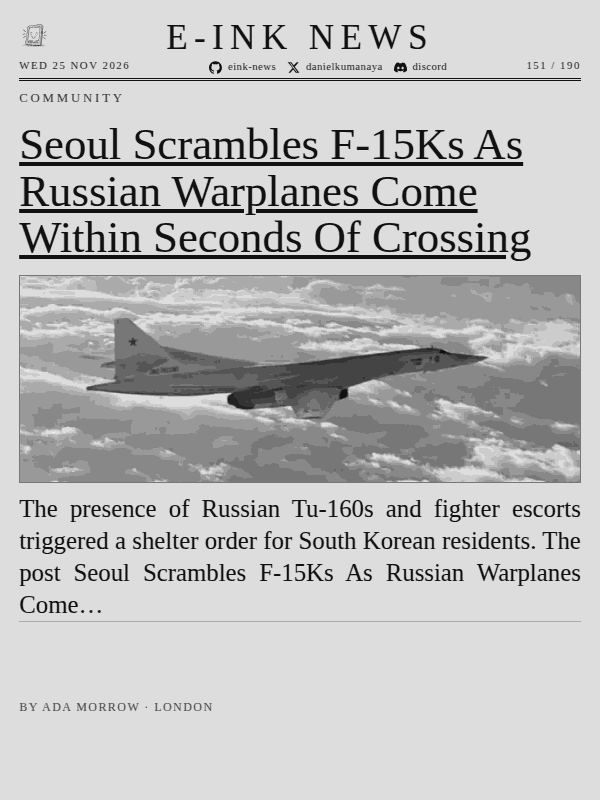 E-INK NEWS
WED 25 NOV 2026
eink-news danielkumanaya discord
151 / 190
COMMUNITY
Seoul Scrambles F-15Ks As
Russian Warplanes Come
Within Seconds Of Crossing
The presence of Russian Tu-160s and fighter escorts
triggered a shelter order for South Korean residents. The
post Seoul Scrambles F-15Ks As Russian Warplanes
Come…
BY ADA MORROW · LONDON